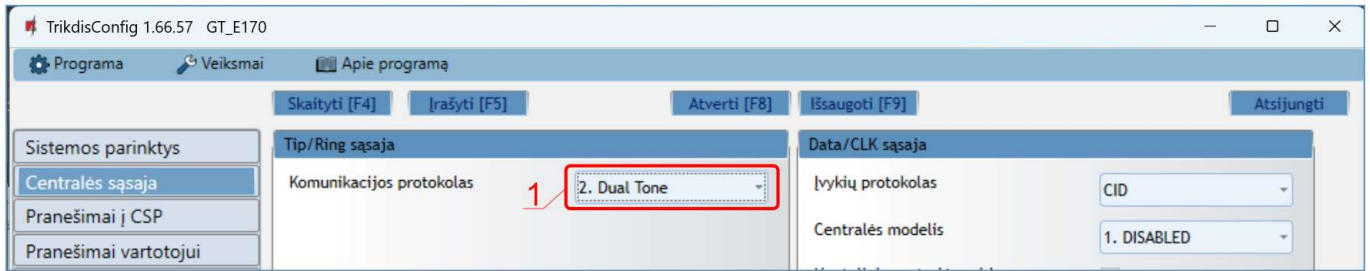 TrikdisConfig 1.66.57 GT_E170
Programa Veiksmai Apie programą
Skaityti [F4] Įrašyti [F5] Atverti [F8] Išsaugoti [F9] Atsijungti
Sistemos parinktys
Centralės sąsaja
Pranešimai į CSP
Pranešimai vartotojui
Tip/Ring sąsaja
Komunikacijos protokolas 1 2. Dual Tone
Data/CLK sąsaja
Įvykių protokolas CID
Centralės modelis 1. DISABLED